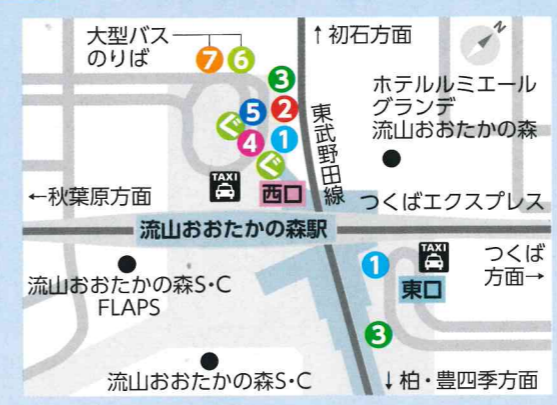 大型バス
のりば
7
6
↑初石方面
3
ホテルルミエール
グランデ
流山おおたかの森
5
2
ぐ
4
1
ぐ
東武野田線
TAXI
西口
←秋葉原方面
つくばエクスプレス
流山おおたかの森駅
つくば
方面→
1
TAXI
東口
流山おおたかの森S・C
FLAPS
3
流山おおたかの森S・C
↓柏・豊四季方面
N